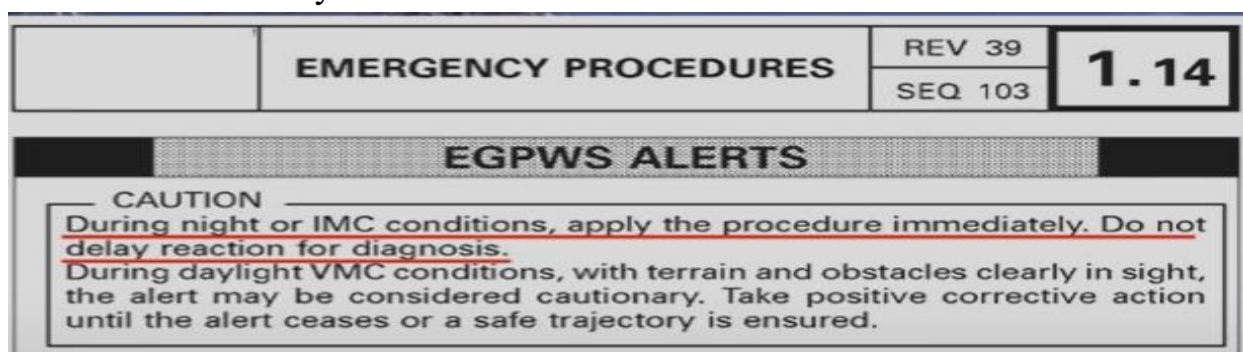 EMERGENCY PROCEDURES
REV 39
SEQ 103
1.14
EGPWS ALERTS
CAUTION
During night or IMC conditions, apply the procedure immediately. Do not
delay reaction for diagnosis.
During daylight VMC conditions, with terrain and obstacles clearly in sight,
the alert may be considered cautionary. Take positive corrective action
until the alert ceases or a safe trajectory is ensured.